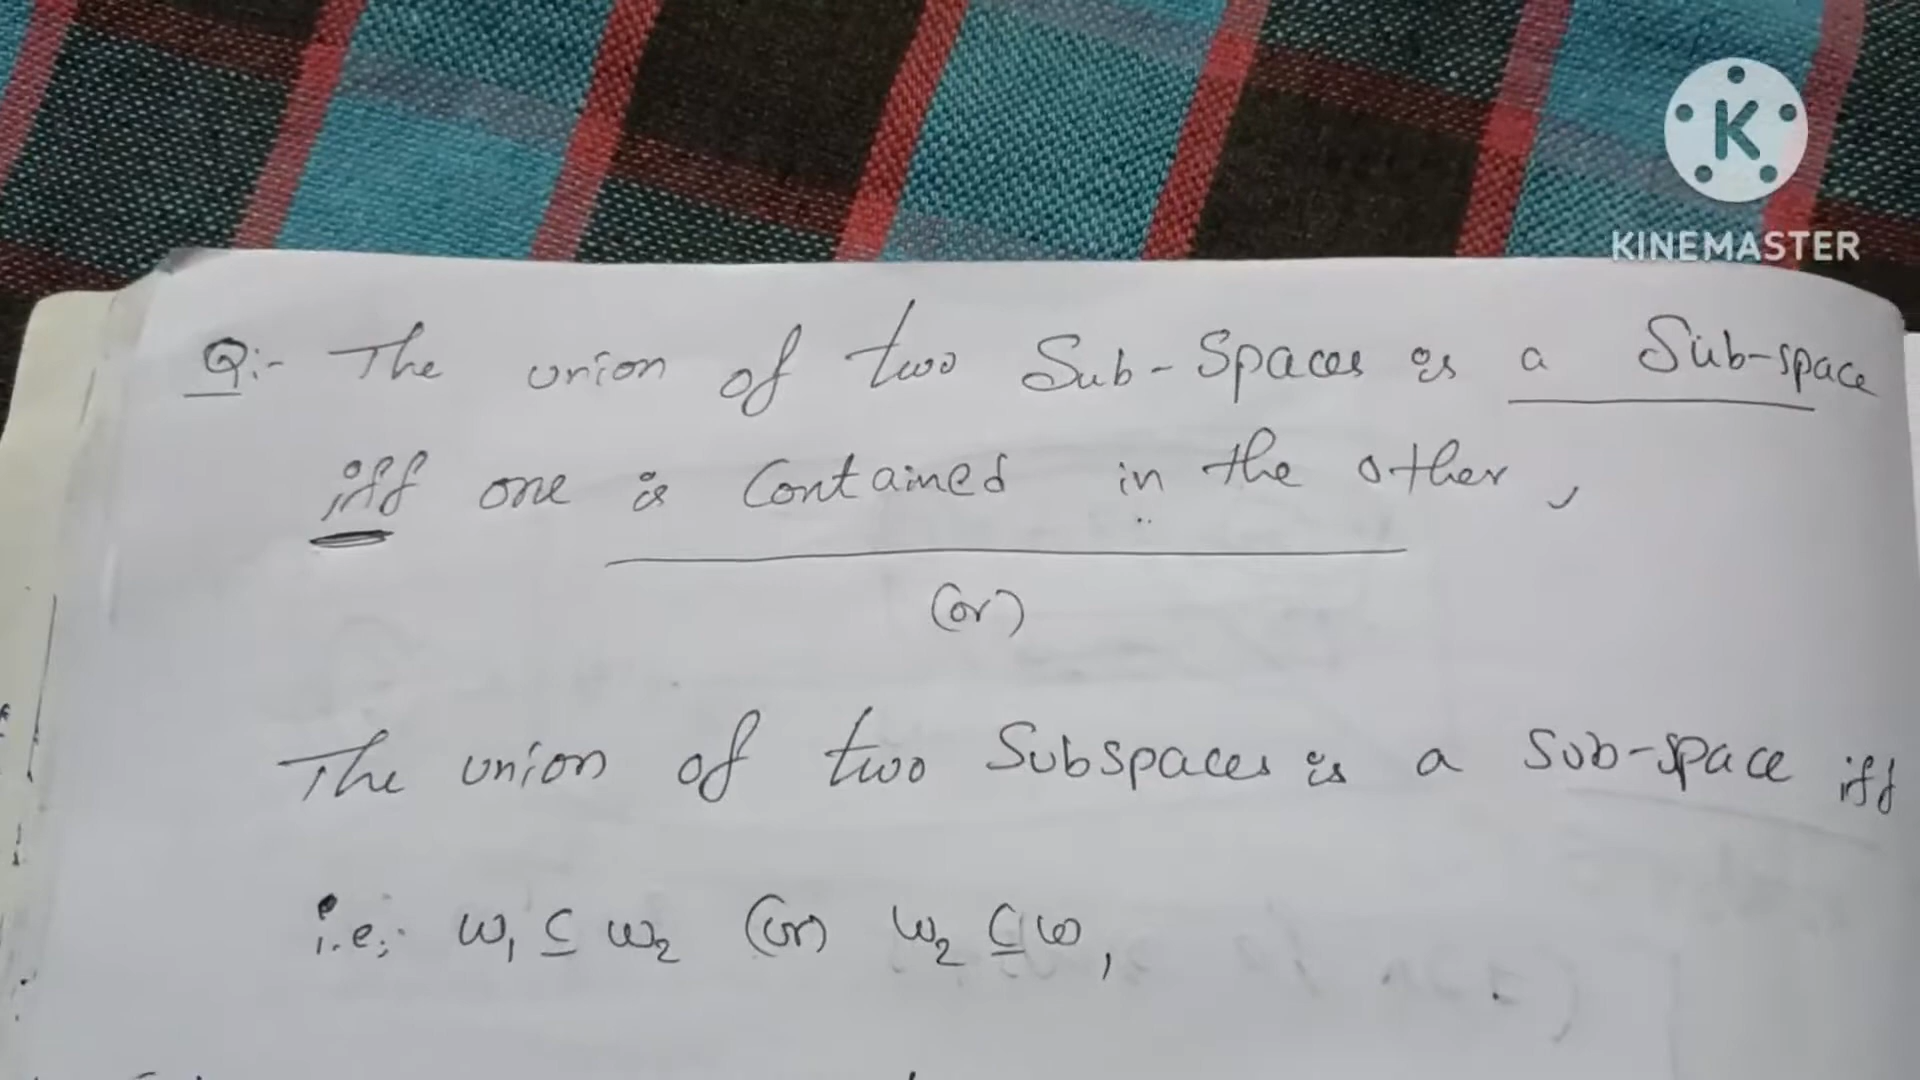 KINEMASTER
Q:- The union of two Sub-Spaces is a Sub-space
iff one is Contained in the other,
(or)
The union of two Subspaces is a Sub-space iff
i.e; W₁ ⊆ W₂ (or) W₂ ⊆ W,